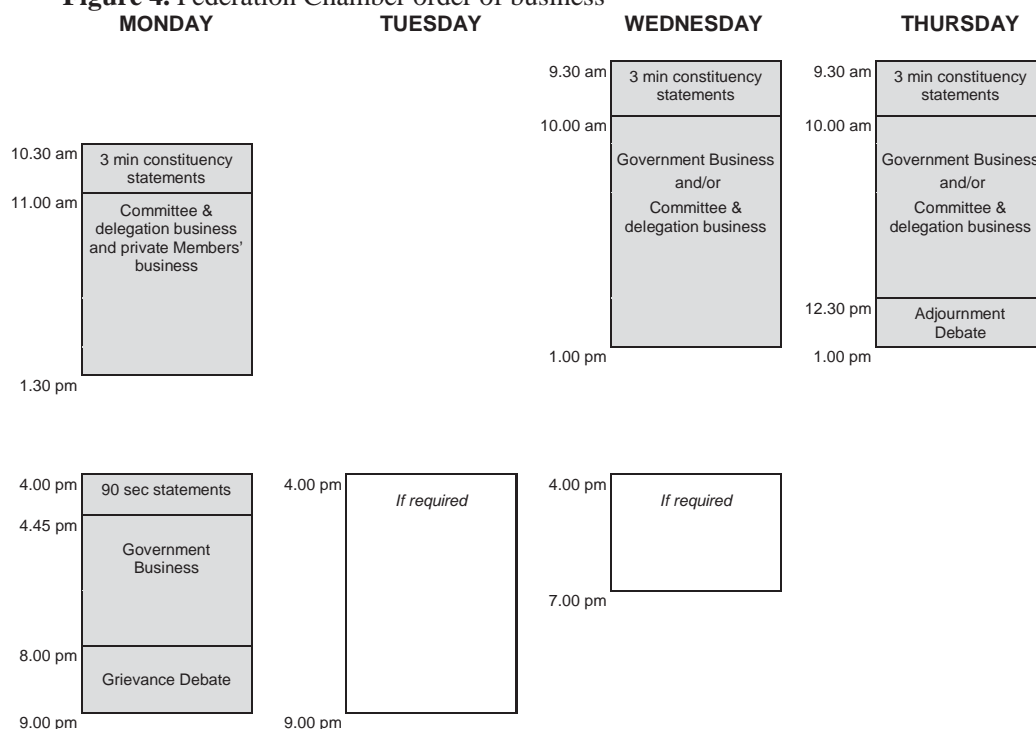 Figure 4. Federation Chamber order of business
MONDAY
TUESDAY
WEDNESDAY
THURSDAY
10.30 am
3 min constituency
statements
11.00 am
Committee &
delegation business
and private Members'
business
1.30 pm
4.00 pm
90 sec statements
4.45 pm
Government
Business
8.00 pm
Grievance Debate
9.00 pm
4.00 pm
If required
9.00 pm
9.30 am
3 min constituency
statements
10.00 am
Government Business
and/or
Committee &
delegation business
1.00 pm
4.00 pm
If required
7.00 pm
9.30 am
3 min constituency
statements
10.00 am
Government Business
and/or
Committee &
delegation business
12.30 pm
Adjournment
Debate
1.00 pm